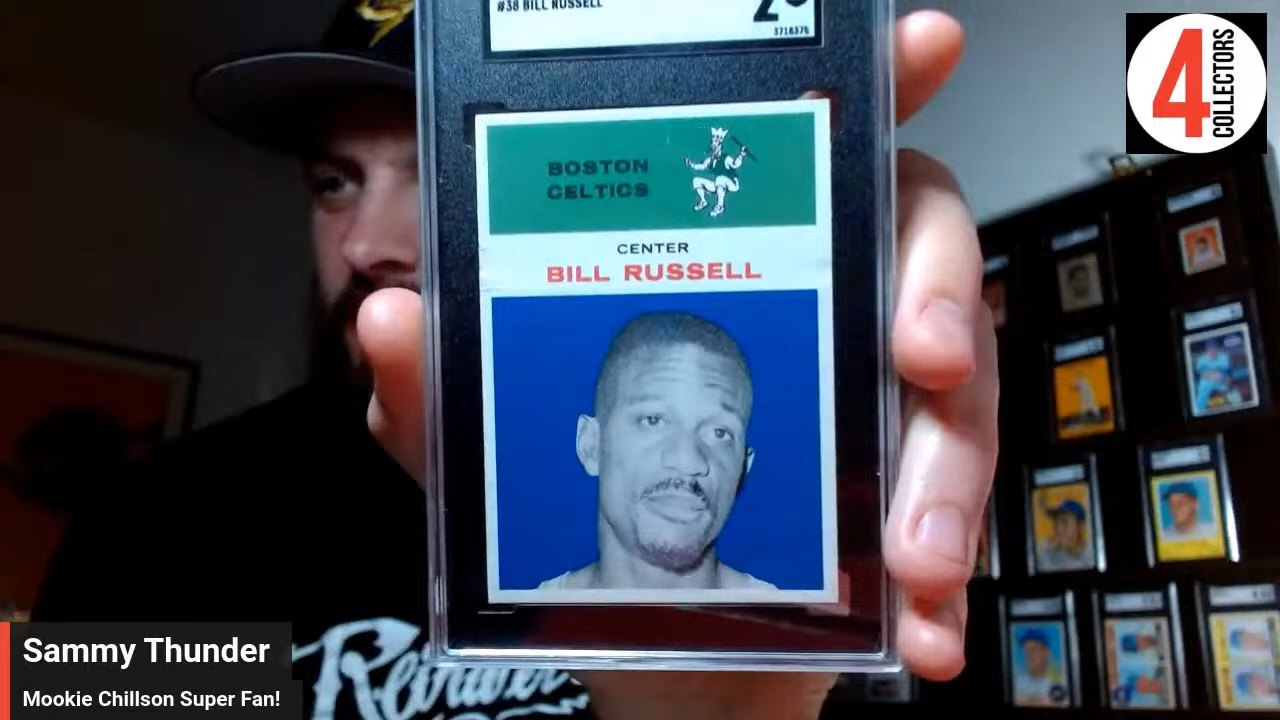 #38 BILL RUSSELL
3718376
4
COLLECTORS
BOSTON
CELTICS
CENTER
BILL RUSSELL
Sammy Thunder
Mookie Chillson Super Fan!